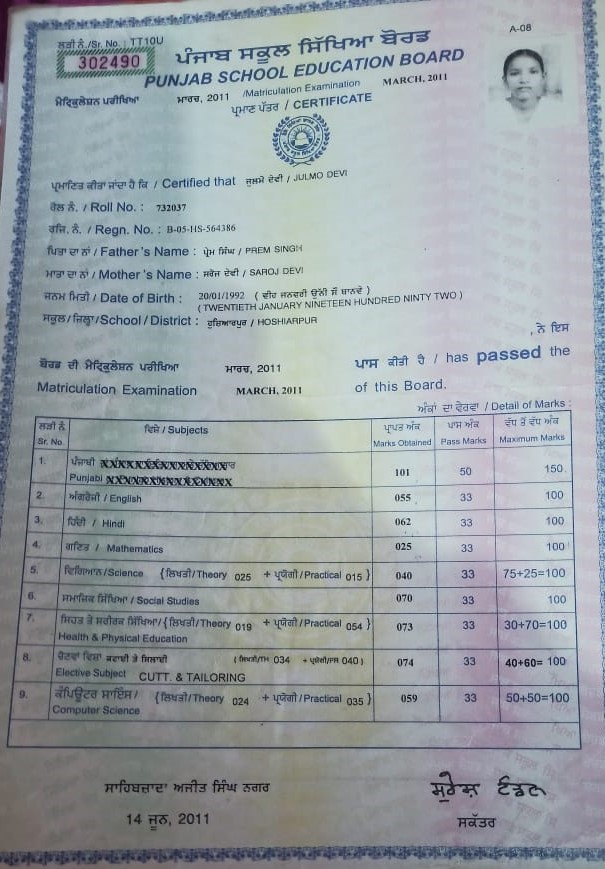 ਲੜੀ ਨੰ./Sr. No. : TT10U
302490
A-08
ਪੰਜਾਬ ਸਕੂਲ ਸਿੱਖਿਆ ਬੋਰਡ
PUNJAB SCHOOL EDUCATION BOARD
ਮੈਟ੍ਰਿਕੁਲੇਸ਼ਨ ਪਰੀਖਿਆ ਮਾਰਚ, 2011 /Matriculation Examination MARCH, 2011
ਪ੍ਰਮਾਣ ਪੱਤਰ / CERTIFICATE
ਪ੍ਰਮਾਣਿਤ ਕੀਤਾ ਜਾਂਦਾ ਹੈ ਕਿ / Certified that ਜੁਲਮੋ ਦੇਵੀ / JULMO DEVI
ਰੋਲ ਨੰ. / Roll No. : 732037
ਰਜਿ. ਨੰ. / Regn. No. : B-05-HS-564386
ਪਿਤਾ ਦਾ ਨਾਂ / Father's Name : ਪ੍ਰੇਮ ਸਿੰਘ / PREM SINGH
ਮਾਤਾ ਦਾ ਨਾਂ / Mother's Name : ਸਰੋਜ ਦੇਵੀ / SAROJ DEVI
ਜਨਮ ਮਿਤੀ / Date of Birth : 20/01/1992 ( ਵੀਹ ਜਨਵਰੀ ਉਨੀ ਸੌ ਬਾਨਵੇ )
( TWENTIETH JANUARY NINETEEN HUNDRED NINTY TWO )
ਸਕੂਲ/ਜ਼ਿਲ੍ਹਾ/School / District : ਹੁਸ਼ਿਆਰਪੁਰ / HOSHIARPUR
, ਨੇ ਇਸ
ਬੋਰਡ ਦੀ ਮੈਟ੍ਰਿਕੁਲੇਸ਼ਨ ਪਰੀਖਿਆ ਮਾਰਚ, 2011 ਪਾਸ ਕੀਤੀ ਹੈ / has passed the
Matriculation Examination MARCH, 2011 of this Board.
ਅੰਕਾਂ ਦਾ ਵੇਰਵਾ / Detail of Marks :
ਲੜੀ ਨੰ ਵਿਸ਼ੇ / Subjects ਪ੍ਰਾਪਤ ਅੰਕ ਪਾਸ ਅੰਕ ਵੱਧ ਤੋਂ ਵੱਧ ਅੰਕ
Sr. No. Marks Obtained Pass Marks Maximum Marks
1. ਪੰਜਾਬੀ XXXXXXXXXXXXXXXX
Punjabi XXXXXXXXXXXXXXXX 101 50 150
2. ਅੰਗਰੇਜ਼ੀ / English 055 33 100
3. ਹਿੰਦੀ / Hindi 062 33 100
4. ਗਣਿਤ / Mathematics 025 33 100
5. ਵਿਗਿਆਨ/Science {ਲਿਖਤੀ/Theory 025 + ਪ੍ਰਯੋਗੀ/Practical 015 } 040 33 75+25=100
6. ਸਮਾਜਿਕ ਸਿੱਖਿਆ / Social Studies 070 33 100
7. ਸਿਹਤ ਤੇ ਸਰੀਰਕ ਸਿੱਖਿਆ/{ਲਿਖਤੀ/Theory 019 + ਪ੍ਰਯੋਗੀ/Practical 054 } 073 33 30+70=100
Health & Physical Education
8. ਚੋਣਵਾਂ ਵਿਸ਼ਾ ਕਟਾਈ ਤੇ ਸਿਲਾਈ ( ਲਿਖਤੀ/TH 034 + ਪ੍ਰਯੋਗੀ/PR 040 ) 074 33 40+60= 100
Elective Subject CUTT. & TAILORING
9. ਕੰਪਿਊਟਰ ਸਾਇੰਸ/ {ਲਿਖਤੀ/Theory 024 + ਪ੍ਰਯੋਗੀ/Practical 035 } 059 33 50+50=100
Computer Science
ਸਾਹਿਬਜ਼ਾਦਾ ਅਜੀਤ ਸਿੰਘ ਨਗਰ
14 ਜੂਨ, 2011
ਸਕੱਤਰ